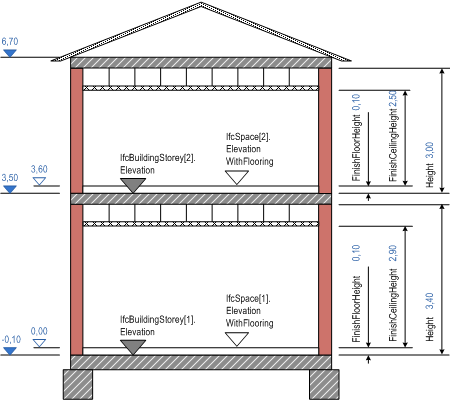 6,70
IfcSpace[2].
Elevation
WithFlooring
IfcBuildingStorey[2].
Elevation
3,60
3,50
FinishFloorHeight 0,10
FinishCeilingHeight 2,50
Height 3,00
IfcSpace[1].
Elevation
WithFlooring
IfcBuildingStorey[1].
Elevation
0,00
-0,10
FinishFloorHeight 0,10
FinishCeilingHeight 2,90
Height 3,40